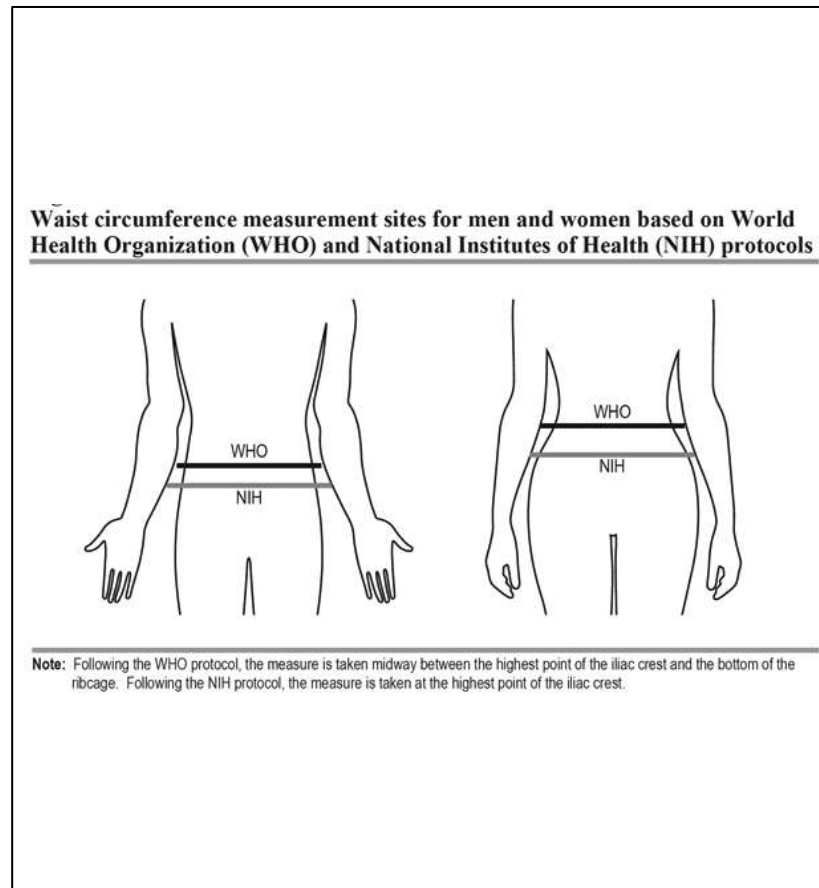 Waist circumference measurement sites for men and women based on World
Health Organization (WHO) and National Institutes of Health (NIH) protocols
WHO
NIH
WHO
NIH
Note: Following the WHO protocol, the measure is taken midway between the highest point of the iliac crest and the bottom of the
ribcage. Following the NIH protocol, the measure is taken at the highest point of the iliac crest.